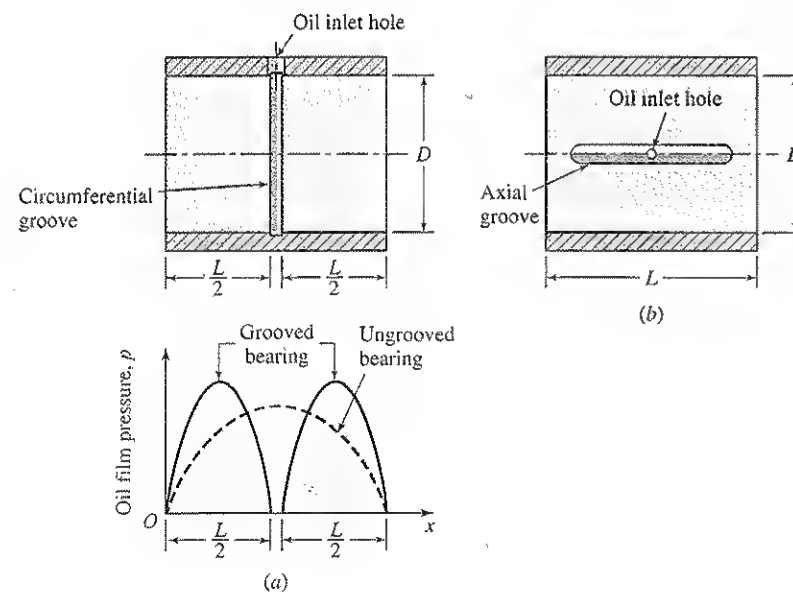 Oil inlet hole
Circumferential
groove
D
L/2
L/2
Oil inlet hole
Axial
groove
L
(b)
Grooved
bearing
Ungrooved
bearing
Oil film pressure, p
O
x
L/2
L/2
(a)